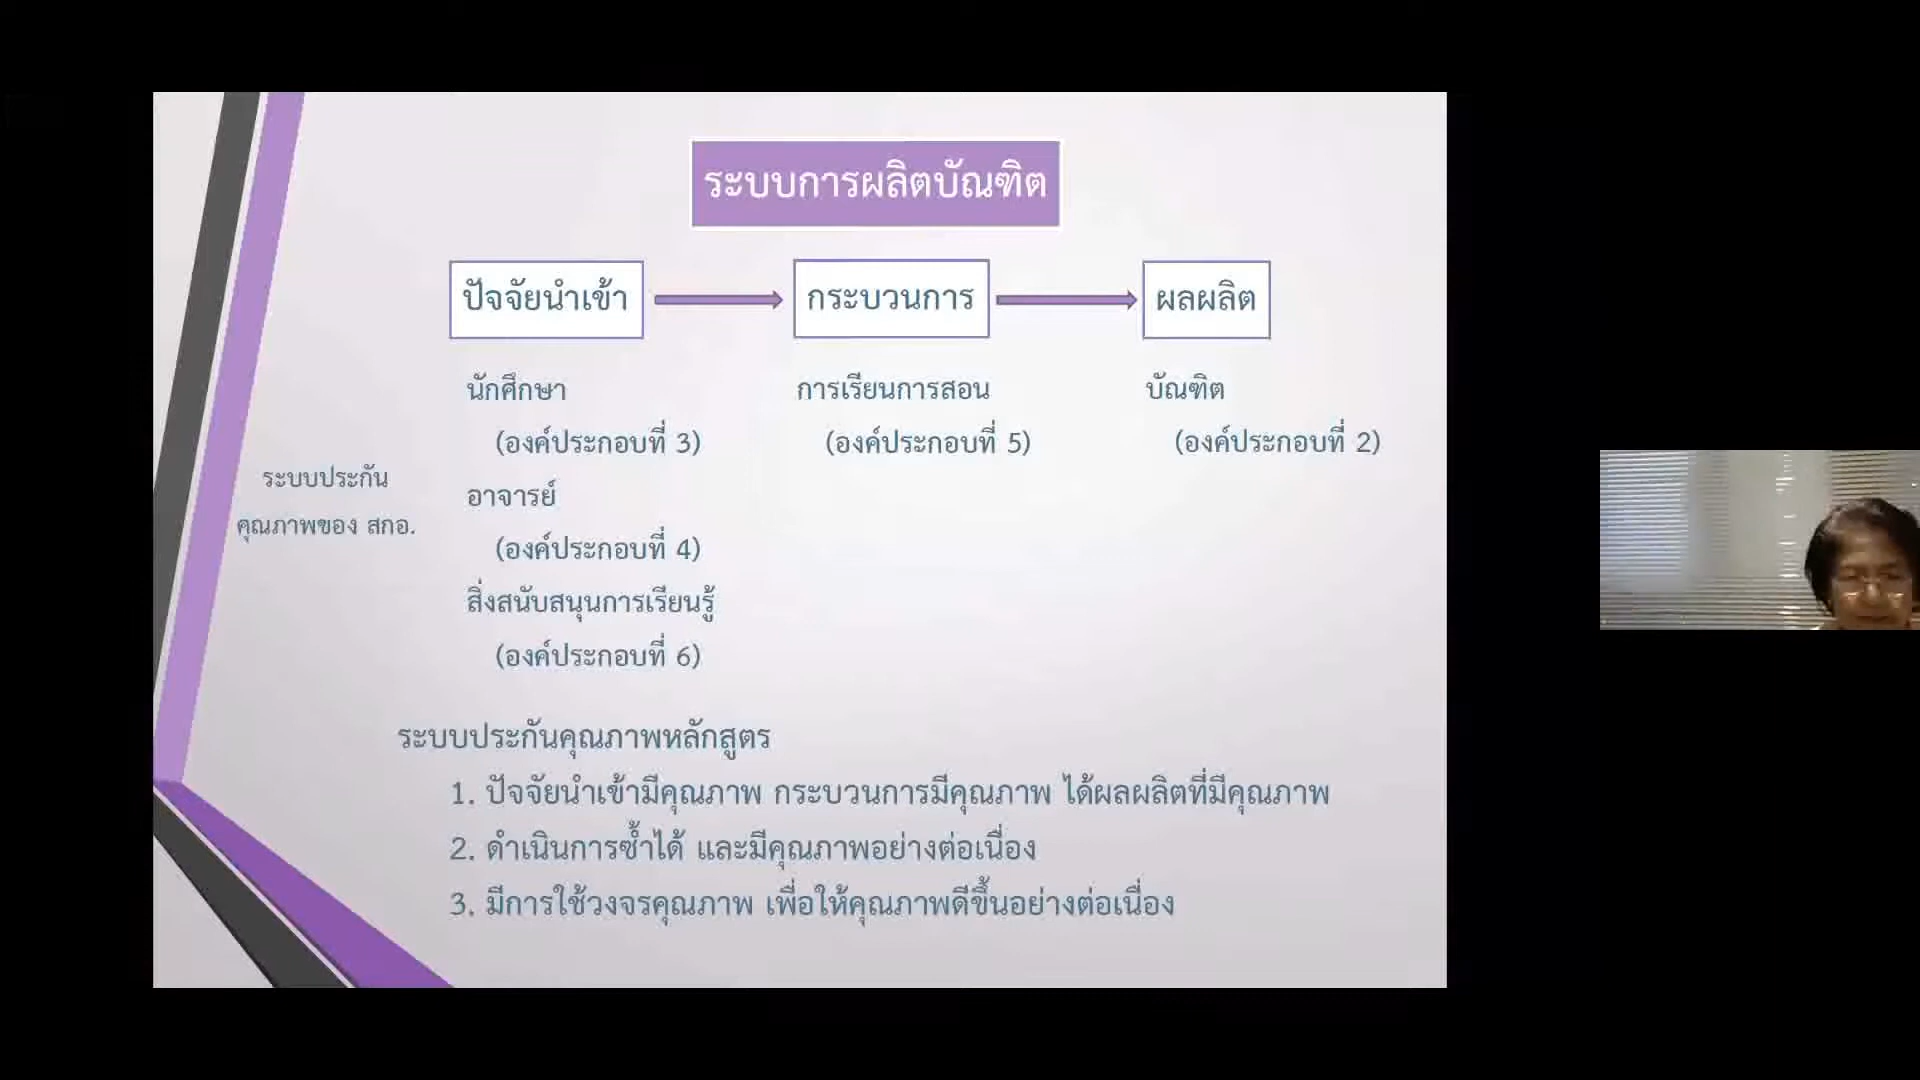 ระบบการผลิตบัณฑิต
ปัจจัยนำเข้า
กระบวนการ
ผลผลิต
นักศึกษา
(องค์ประกอบที่ 3)
อาจารย์
(องค์ประกอบที่ 4)
สิ่งสนับสนุนการเรียนรู้
(องค์ประกอบที่ 6)
การเรียนการสอน
(องค์ประกอบที่ 5)
บัณฑิต
(องค์ประกอบที่ 2)
ระบบประกัน
คุณภาพของ สกอ.
ระบบประกันคุณภาพหลักสูตร
1. ปัจจัยนำเข้ามีคุณภาพ กระบวนการมีคุณภาพ ได้ผลผลิตที่มีคุณภาพ
2. ดำเนินการซ้ำได้ และมีคุณภาพอย่างต่อเนื่อง
3. มีการใช้วงจรคุณภาพ เพื่อให้คุณภาพดีขึ้นอย่างต่อเนื่อง